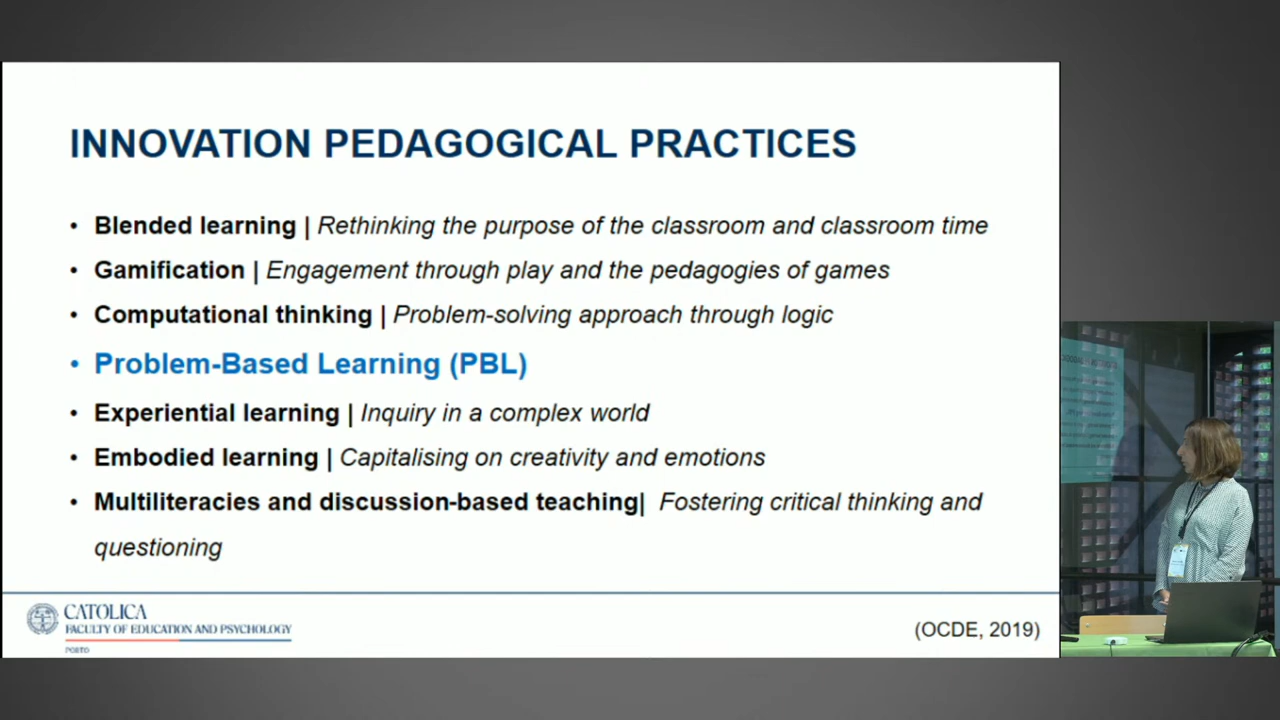 INNOVATION PEDAGOGICAL PRACTICES
• Blended learning | Rethinking the purpose of the classroom and classroom time
• Gamification | Engagement through play and the pedagogies of games
• Computational thinking | Problem-solving approach through logic
• Problem-Based Learning (PBL)
• Experiential learning | Inquiry in a complex world
• Embodied learning | Capitalising on creativity and emotions
• Multiliteracies and discussion-based teaching| Fostering critical thinking and
questioning
CATOLICA
FACULTY OF EDUCATION AND PSYCHOLOGY
PORTO
(OCDE, 2019)